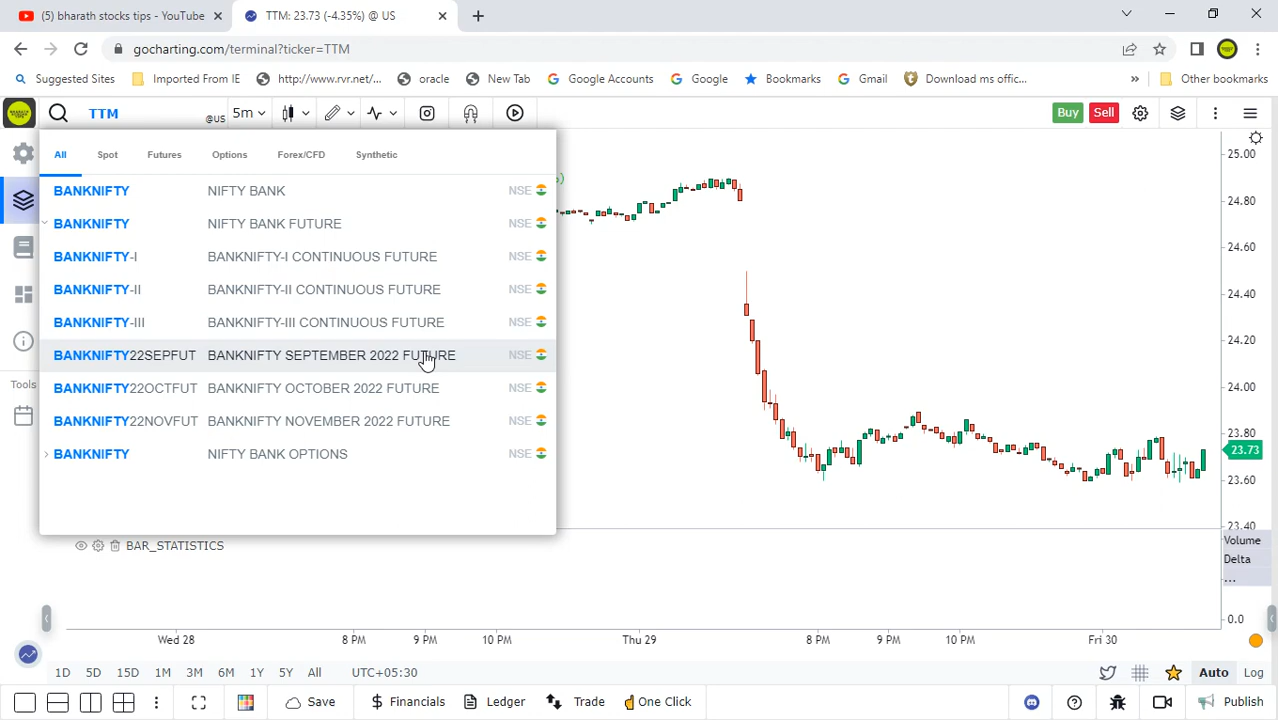 (5) bharath stocks tips - YouTube
TTM: 23.73 (-4.35%) @ US
gocharting.com/terminal?ticker=TTM
Suggested Sites
Imported From IE
http://www.rvr.net/...
oracle
New Tab
Google Accounts
Google
Bookmarks
Gmail
Download ms offic...
»
Other bookmarks
TTM
@US
5m
Buy
Sell
All
Spot
Futures
Options
Forex/CFD
Synthetic
BANKNIFTY NIFTY BANK NSE
BANKNIFTY NIFTY BANK FUTURE NSE
BANKNIFTY-I BANKNIFTY-I CONTINUOUS FUTURE NSE
BANKNIFTY-II BANKNIFTY-II CONTINUOUS FUTURE NSE
BANKNIFTY-III BANKNIFTY-III CONTINUOUS FUTURE NSE
BANKNIFTY22SEPFUT BANKNIFTY SEPTEMBER 2022 FUTURE NSE
BANKNIFTY22OCTFUT BANKNIFTY OCTOBER 2022 FUTURE NSE
BANKNIFTY22NOVFUT BANKNIFTY NOVEMBER 2022 FUTURE NSE
BANKNIFTY NIFTY BANK OPTIONS NSE
Tools
25.00
24.80
24.60
24.40
24.20
24.00
23.80
23.73
23.60
23.40
BAR_STATISTICS
Volume
Delta
...
0.0
Wed 28
8 PM
9 PM
10 PM
Thu 29
8 PM
9 PM
10 PM
Fri 30
1D
5D
15D
1M
3M
6M
1Y
5Y
All
UTC+05:30
Auto
Log
Save
Financials
Ledger
Trade
One Click
Publish